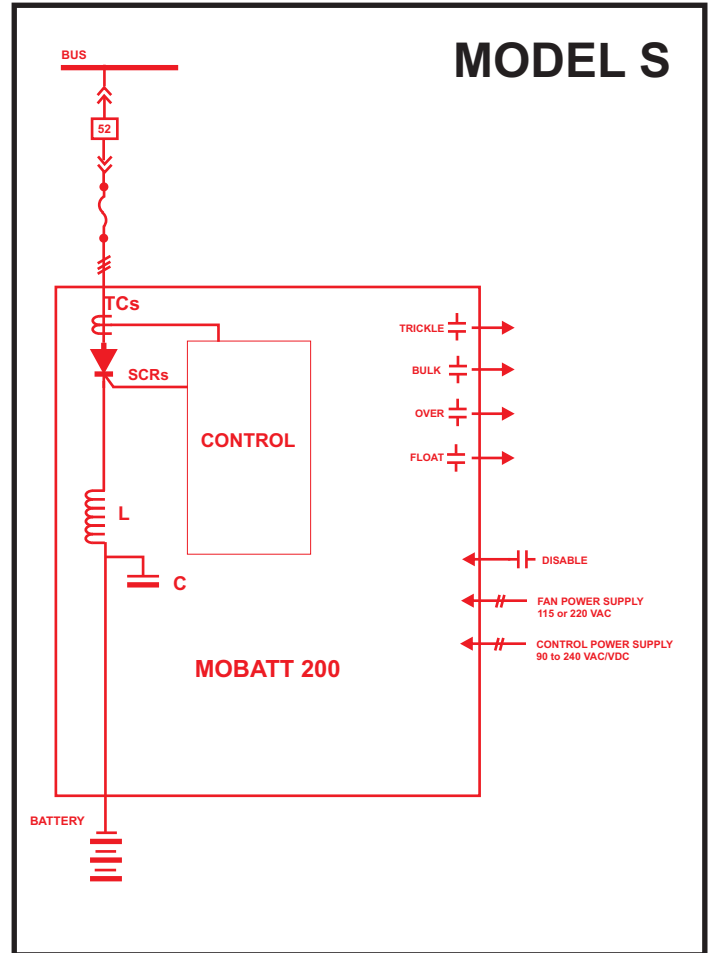 MODEL S
BUS
52
TCs
SCRs
CONTROL
L
C
MOBATT 200
TRICKLE
BULK
OVER
FLOAT
DISABLE
FAN POWER SUPPLY
115 or 220 VAC
CONTROL POWER SUPPLY
90 to 240 VAC/VDC
BATTERY